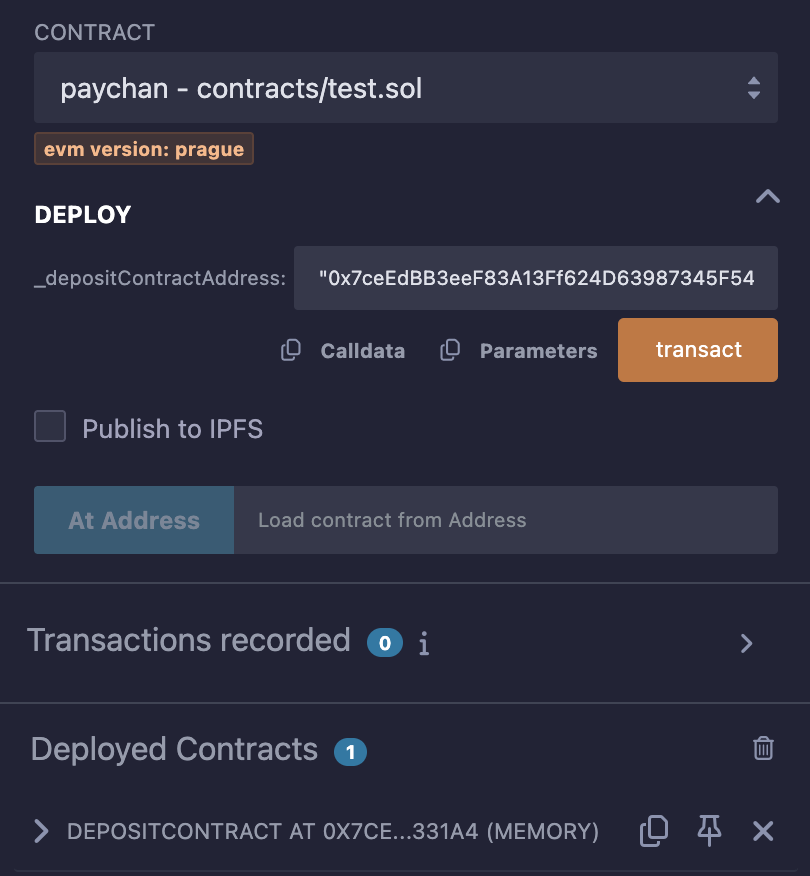 CONTRACT
paychan - contracts/test.sol
evm version: prague
DEPLOY
_depositContractAddress: "0x7ceEdBB3eeF83A13Ff624D63987345F54
Calldata Parameters transact
Publish to IPFS
At Address Load contract from Address
Transactions recorded 0 i
Deployed Contracts 1
DEPOSITCONTRACT AT 0X7CE...331A4 (MEMORY)